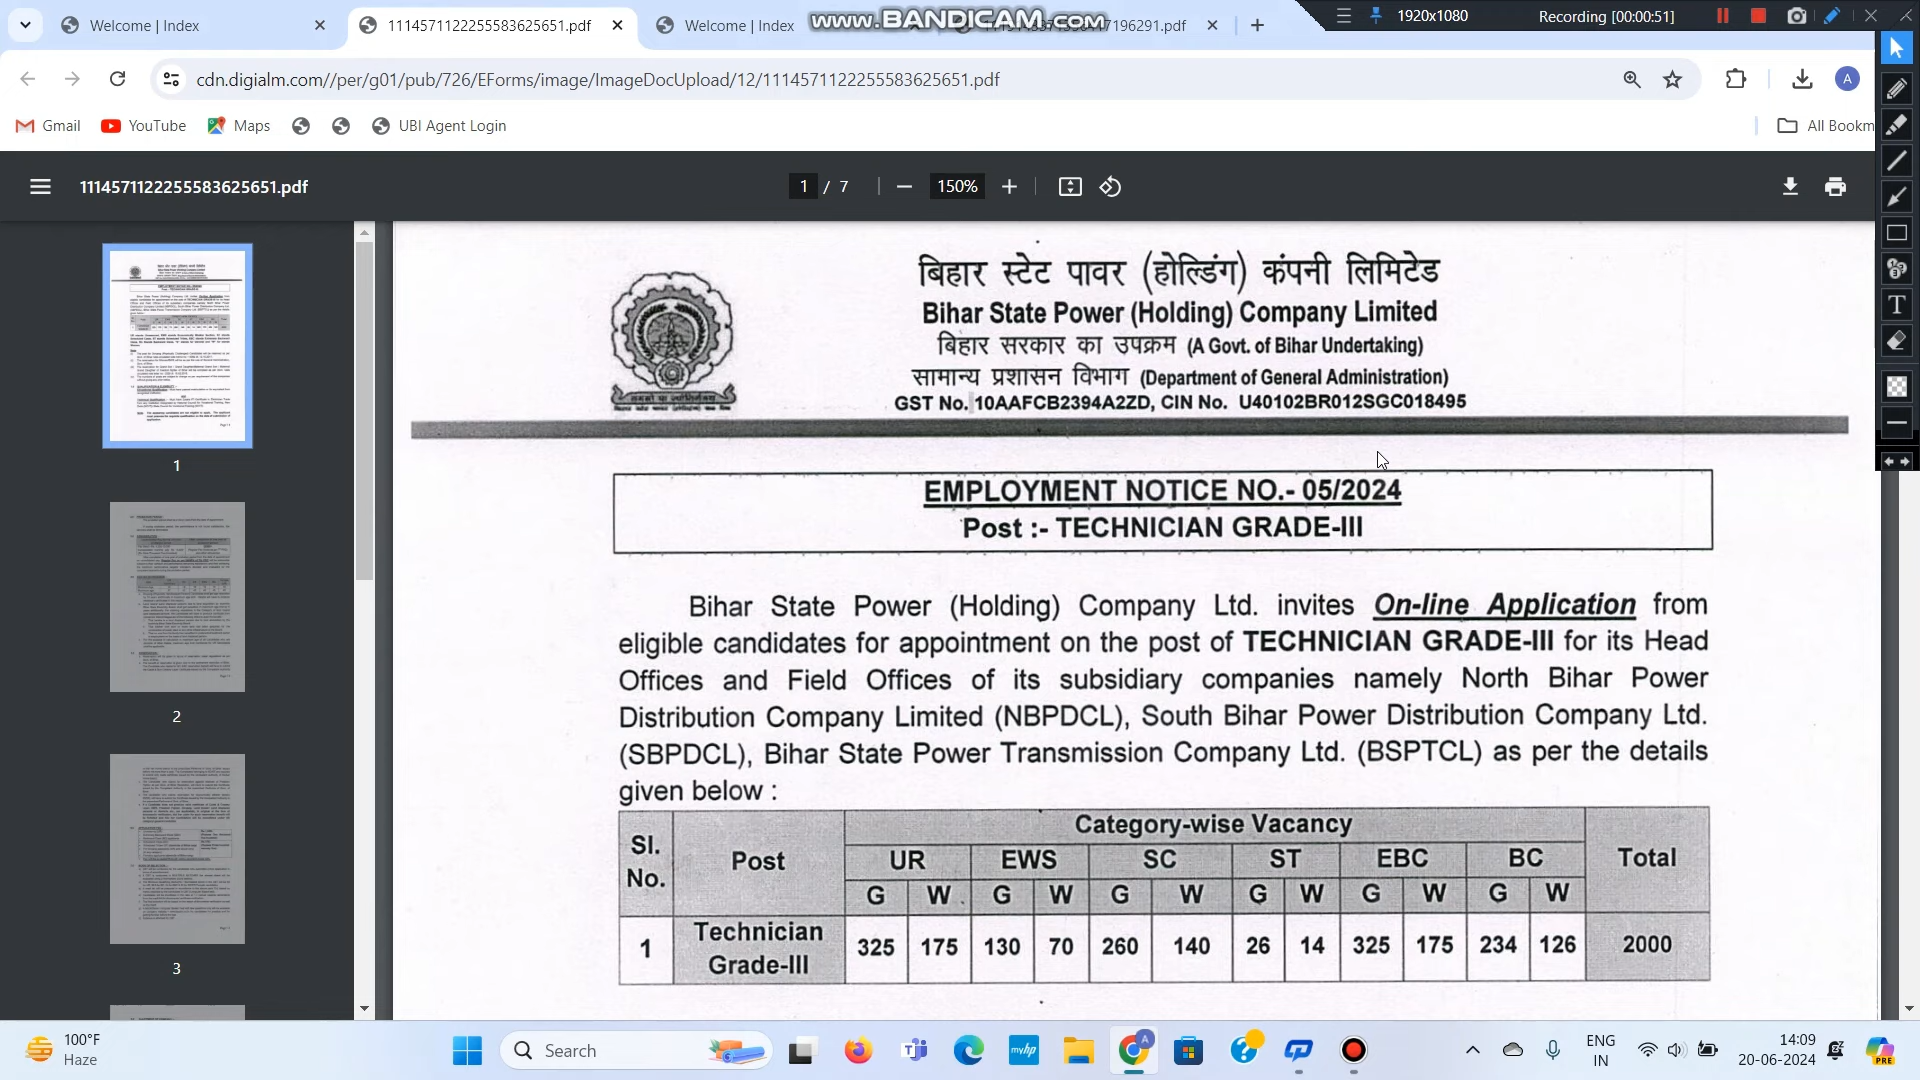 Welcome | Index
1114571122255583625651.pdf
Welcome | Index
www.BANDICAM.com
1920x1080
Recording [00:00:51]
cdn.digialm.com//per/g01/pub/726/EForms/image/ImageDocUpload/12/1114571122255583625651.pdf
A
Gmail
YouTube
Maps
UBI Agent Login
All Bookm
1114571122255583625651.pdf
1 / 7
150%
1
2
3
बिहार स्टेट पावर (होल्डिंग) कंपनी लिमिटेड
Bihar State Power (Holding) Company Limited
बिहार सरकार का उपक्रम (A Govt. of Bihar Undertaking)
सामान्य प्रशासन विभाग (Department of General Administration)
GST No. 10AAFCB2394A2ZD, CIN No. U40102BR012SGC018495
EMPLOYMENT NOTICE NO.- 05/2024
Post :- TECHNICIAN GRADE-III
Bihar State Power (Holding) Company Ltd. invites On-line Application from
eligible candidates for appointment on the post of TECHNICIAN GRADE-III for its Head
Offices and Field Offices of its subsidiary companies namely North Bihar Power
Distribution Company Limited (NBPDCL), South Bihar Power Distribution Company Ltd.
(SBPDCL), Bihar State Power Transmission Company Ltd. (BSPTCL) as per the details
given below :
Sl. No. Post Category-wise Vacancy Total
UR EWS SC ST EBC BC
G W G W G W G W G W G W
1 Technician Grade-III 325 175 130 70 260 140 26 14 325 175 234 126 2000
100°F
Haze
Search
ENG
IN
14:09
20-06-2024